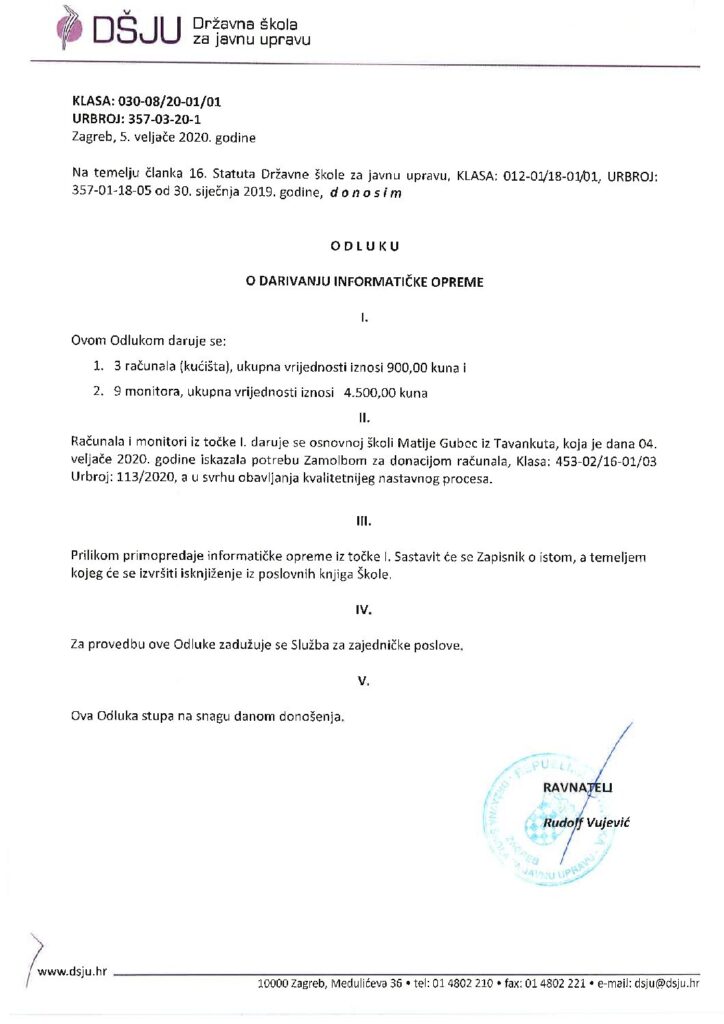 DŠJU Državna škola
za javnu upravu
KLASA: 030-08/20-01/01
URBROJ: 357-03-20-1
Zagreb, 5. veljače 2020. godine
Na temelju članka 16. Statuta Državne škole za javnu upravu, KLASA: 012-01/18-01/01, URBROJ:
357-01-18-05 od 30. siječnja 2019. godine, d o n o s i m
O D L U K U
O DARIVANJU INFORMATIČKE OPREME
I.
Ovom Odlukom daruje se:
1. 3 računala (kućišta), ukupna vrijednosti iznosi 900,00 kuna i
2. 9 monitora, ukupna vrijednosti iznosi 4.500,00 kuna
II.
Računala i monitori iz točke I. daruje se osnovnoj školi Matije Gubec iz Tavankuta, koja je dana 04.
veljače 2020. godine iskazala potrebu Zamolbom za donacijom računala, Klasa: 453-02/16-01/03
Urbroj: 113/2020, a u svrhu obavljanja kvalitetnijeg nastavnog procesa.
III.
Prilikom primopredaje informatičke opreme iz točke I. Sastavit će se Zapisnik o istom, a temeljem
kojeg će se izvršiti isknjiženje iz poslovnih knjiga Škole.
IV.
Za provedbu ove Odluke zadužuje se Služba za zajedničke poslove.
V.
Ova Odluka stupa na snagu danom donošenja.
RAVNATELJ
Rudolf Vujević
ZAGREB
JAVNU UPRAVU
www.dsju.hr
10000 Zagreb, Medulićeva 36 • tel: 01 4802 210 • fax: 01 4802 221 • e-mail: dsju@dsju.hr